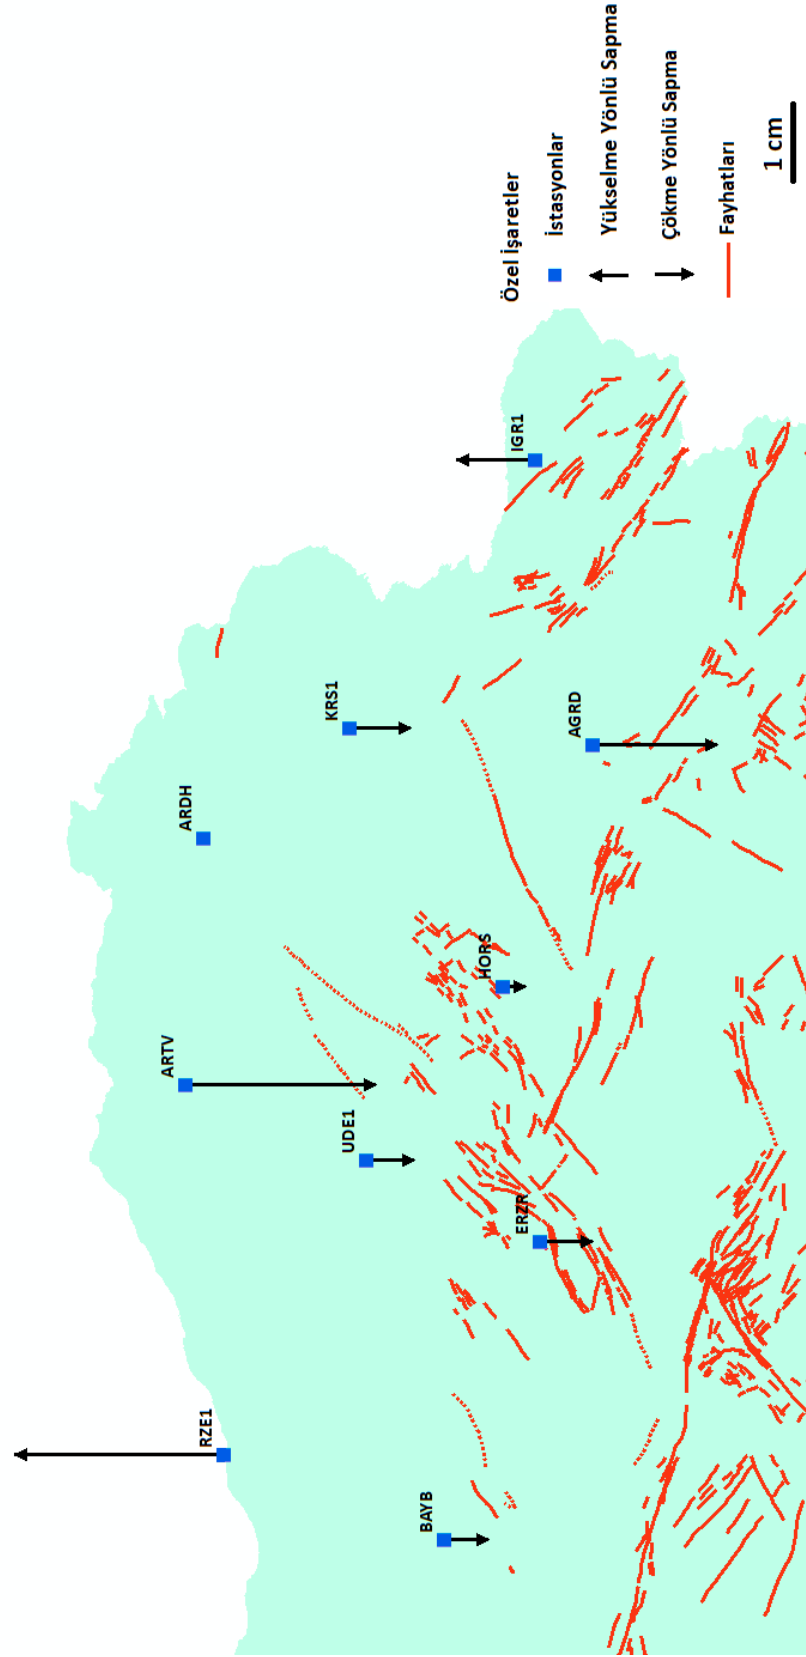 RZE1
BAYB
ARTV
UDE1
ERZR
ARDH
KRS1
HORS
AGRD
IGR1
Özel İşaretler
İstasyonlar
Yükselme Yönlü Sapma
Çökme Yönlü Sapma
Fayhatları
1 cm